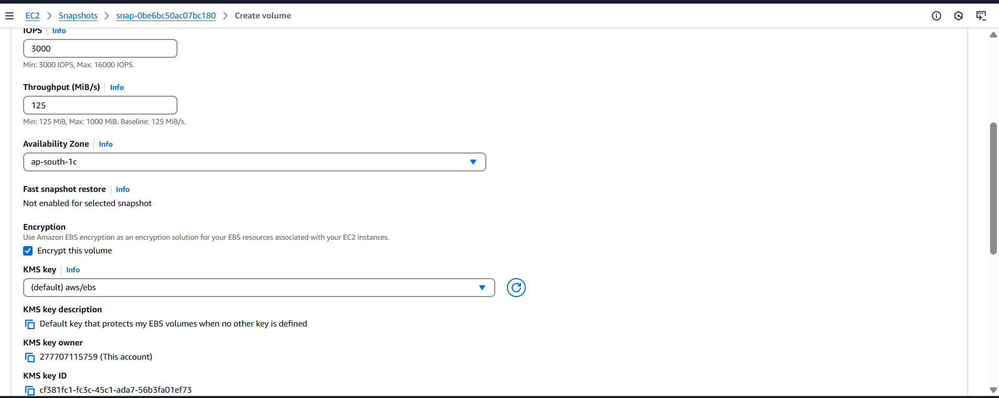 EC2 > Snapshots > snap-0be6bc50ac07bc180 > Create volume
IOPS Info
3000
Min: 3000 IOPS, Max: 16000 IOPS.
Throughput (MiB/s) Info
125
Min: 125 MiB, Max: 1000 MiB. Baseline: 125 MiB/s.
Availability Zone Info
ap-south-1c
Fast snapshot restore Info
Not enabled for selected snapshot
Encryption
Use Amazon EBS encryption as an encryption solution for your EBS resources associated with your EC2 instances.
Encrypt this volume
KMS key Info
(default) aws/ebs
KMS key description
Default key that protects my EBS volumes when no other key is defined
KMS key owner
277707115759 (This account)
KMS key ID
cf381fc1-fc3c-45c1-ada7-56b3fa01ef73